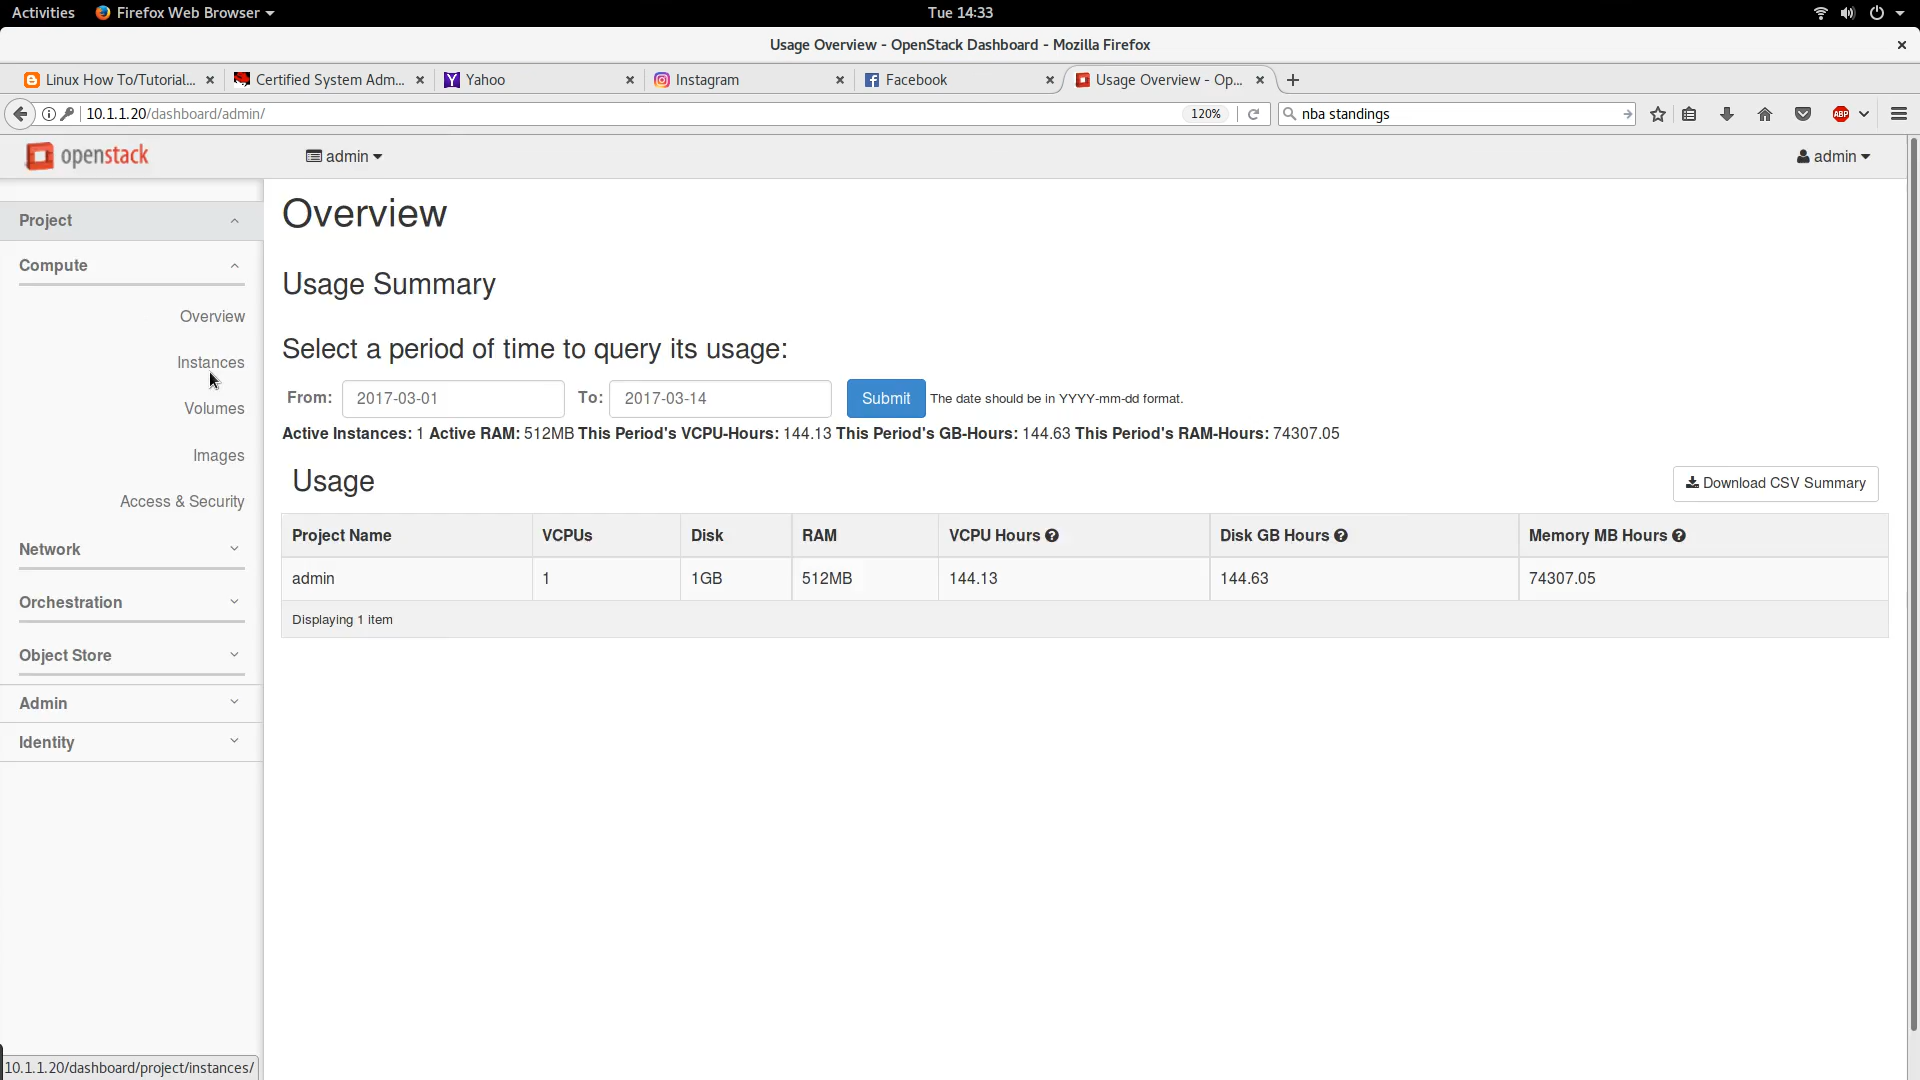 Activities Firefox Web Browser Tue 14:33
Usage Overview - OpenStack Dashboard - Mozilla Firefox
Linux How To/Tutorial... Certified System Adm... Yahoo Instagram Facebook Usage Overview - Op...
10.1.1.20/dashboard/admin/ 120% nba standings ABP
openstack admin admin
Project
Compute
Overview
Instances
Volumes
Images
Access & Security
Network
Orchestration
Object Store
Admin
Identity
Overview
Usage Summary
Select a period of time to query its usage:
From: 2017-03-01 To: 2017-03-14 Submit The date should be in YYYY-mm-dd format.
Active Instances: 1 Active RAM: 512MB This Period's VCPU-Hours: 144.13 This Period's GB-Hours: 144.63 This Period's RAM-Hours: 74307.05
Usage Download CSV Summary
Project Name VCPUs Disk RAM VCPU Hours Disk GB Hours Memory MB Hours
admin 1 1GB 512MB 144.13 144.63 74307.05
Displaying 1 item
10.1.1.20/dashboard/project/instances/